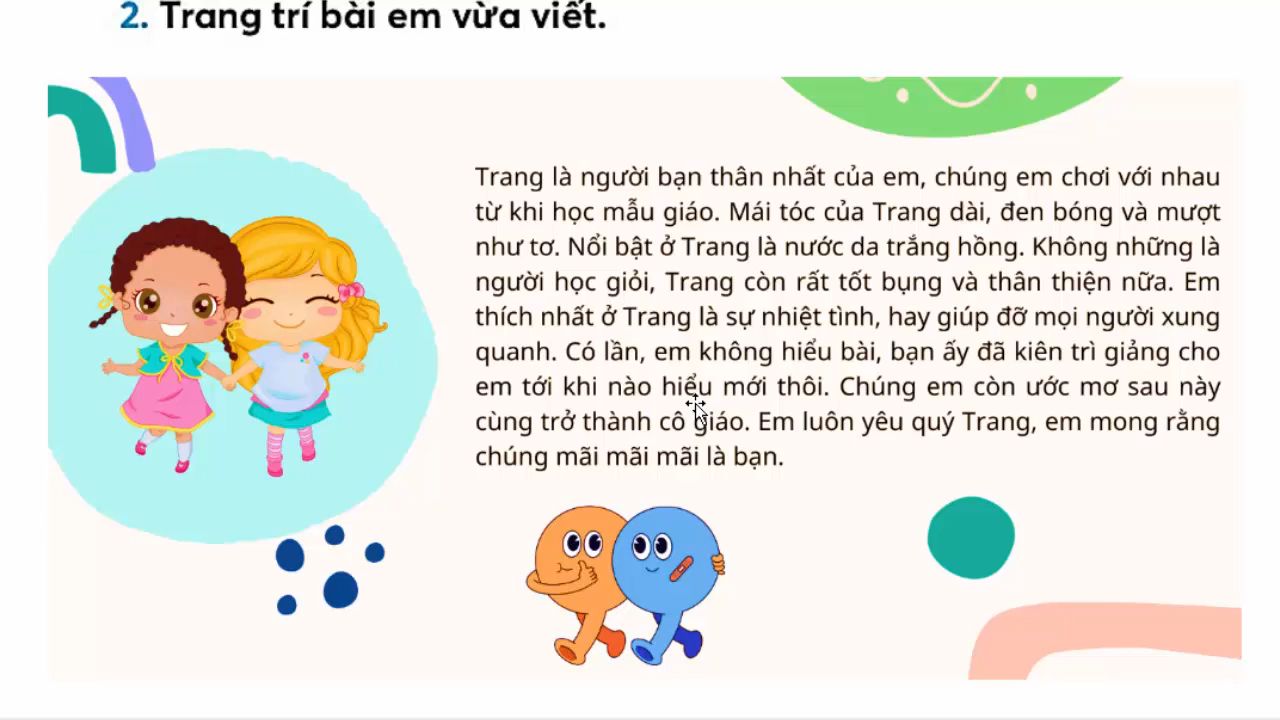 2. Trang trí bài em vừa viết.
Trang là người bạn thân nhất của em, chúng em chơi với nhau
từ khi học mẫu giáo. Mái tóc của Trang dài, đen bóng và mượt
như tơ. Nổi bật ở Trang là nước da trắng hồng. Không những là
người học giỏi, Trang còn rất tốt bụng và thân thiện nữa. Em
thích nhất ở Trang là sự nhiệt tình, hay giúp đỡ mọi người xung
quanh. Có lần, em không hiểu bài, bạn ấy đã kiên trì giảng cho
em tới khi nào hiểu mới thôi. Chúng em còn ước mơ sau này
cùng trở thành cô giáo. Em luôn yêu quý Trang, em mong rằng
chúng mãi mãi mãi là bạn.